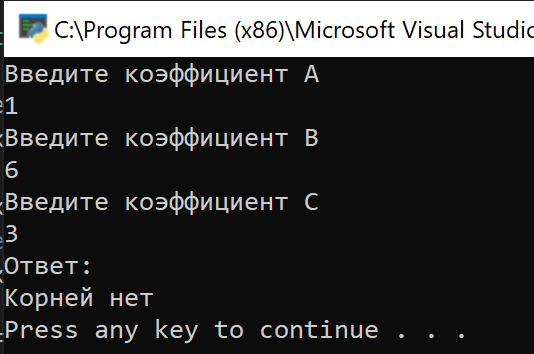 C:\Program Files (x86)\Microsoft Visual Studio
Введите коэффициент A
1
Введите коэффициент B
6
Введите коэффициент C
3
Ответ:
Корней нет
Press any key to continue . . .